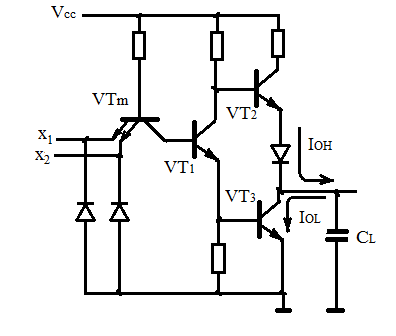 Vcc
VTm
x1
x2
VT1
VT2
IOH
VT3
IOL
CL